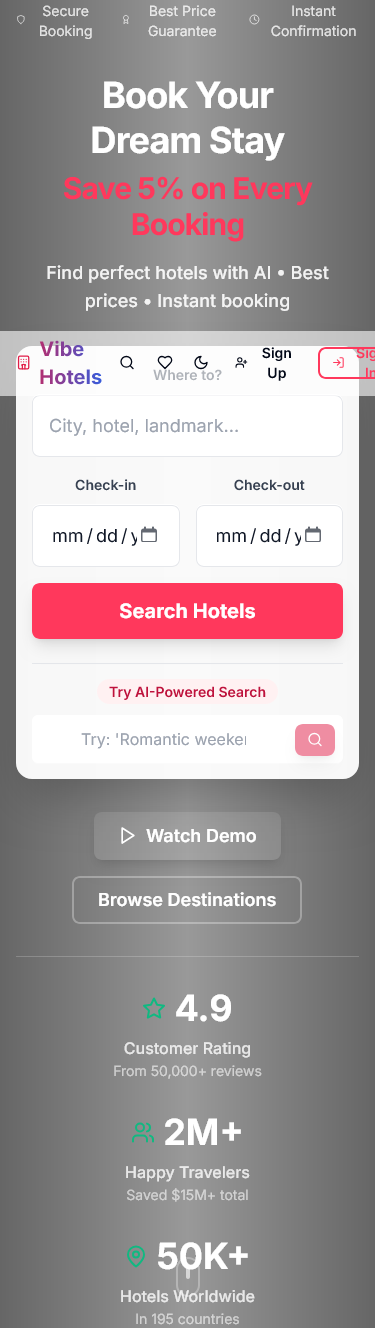 Secure
Booking
Best Price
Guarantee
Instant
Confirmation
Book Your
Dream Stay
Save 5% on Every
Booking
Find perfect hotels with AI • Best
prices • Instant booking
Vibe
Hotels
Sign
Up
Where to?
City, hotel, landmark...
Check-in
Check-out
mm/dd/y
mm/dd/y
Search Hotels
Try AI-Powered Search
Try: 'Romantic weeke
Watch Demo
Browse Destinations
4.9
Customer Rating
From 50,000+ reviews
2M+
Happy Travelers
Saved $15M+ total
50K+
Hotels Worldwide
In 195 countries